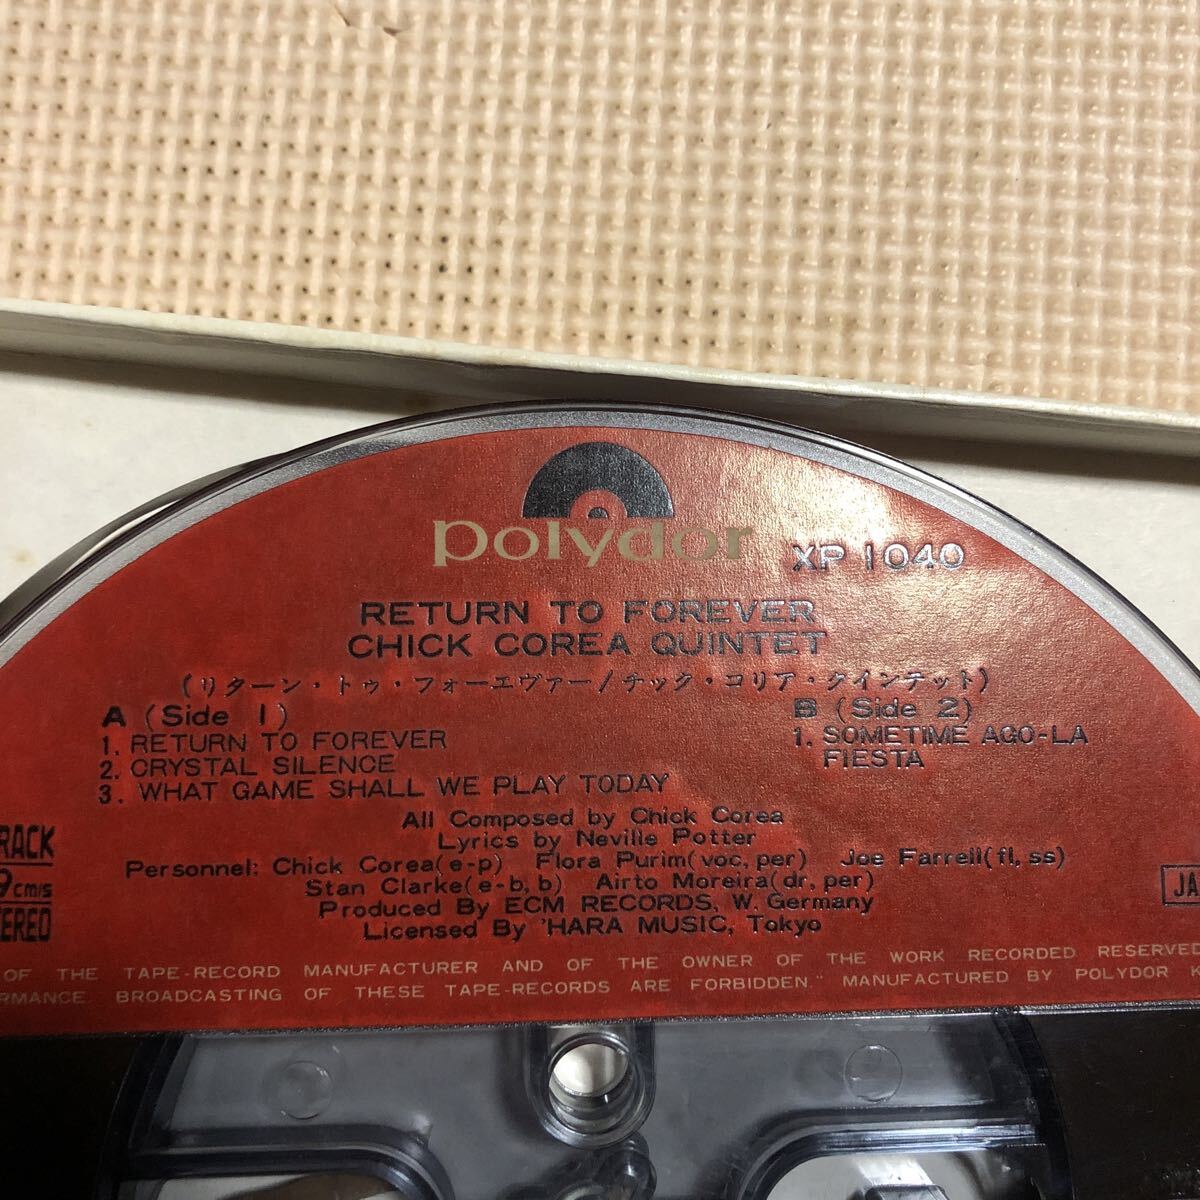 polydor
XP 1040
RETURN TO FOREVER
CHICK COREA QUINTET
(リターン・トゥ・フォーエヴァー/チック・コリア・クインテット)
A (Side 1)
1. RETURN TO FOREVER
2. CRYSTAL SILENCE
3. WHAT GAME SHALL WE PLAY TODAY
B (Side 2)
1. SOMETIME AGO-LA
FIESTA
All Composed by Chick Corea
Lyrics by Neville Potter
Personnel: Chick Corea(e-p) Flora Purim(voc, per) Joe Farrell(fl, ss)
Stan Clarke(e-b, b) Airto Moreira(dr, per)
Produced By ECM RECORDS, W. Germany
Licensed By 'HARA MUSIC, Tokyo
RACK
9 cm/s
EREO
JA
OF THE TAPE-RECORD MANUFACTURER AND OF THE OWNER OF THE WORK RECORDED RESERVE
RMANCE. BROADCASTING OF THESE TAPE-RECORDS ARE FORBIDDEN." MANUFACTURED BY POLYDOR K